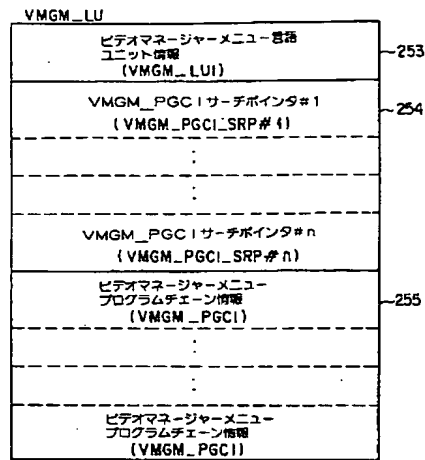 VMGM_LU
ビデオマネージャーメニュー言語
ユニット情報
(VMGM_LUI)
253
VMGM_PGCIサーチポインタ#1
(VMGM_PGCI_SRP#1)
254
VMGM_PGCIサーチポインタ#n
(VMGM_PGCI_SRP#n)
ビデオマネージャーメニュー
プログラムチェーン情報
(VMGM_PGCI)
255
ビデオマネージャーメニュー
プログラムチェーン情報
(VMGM_PGCI)